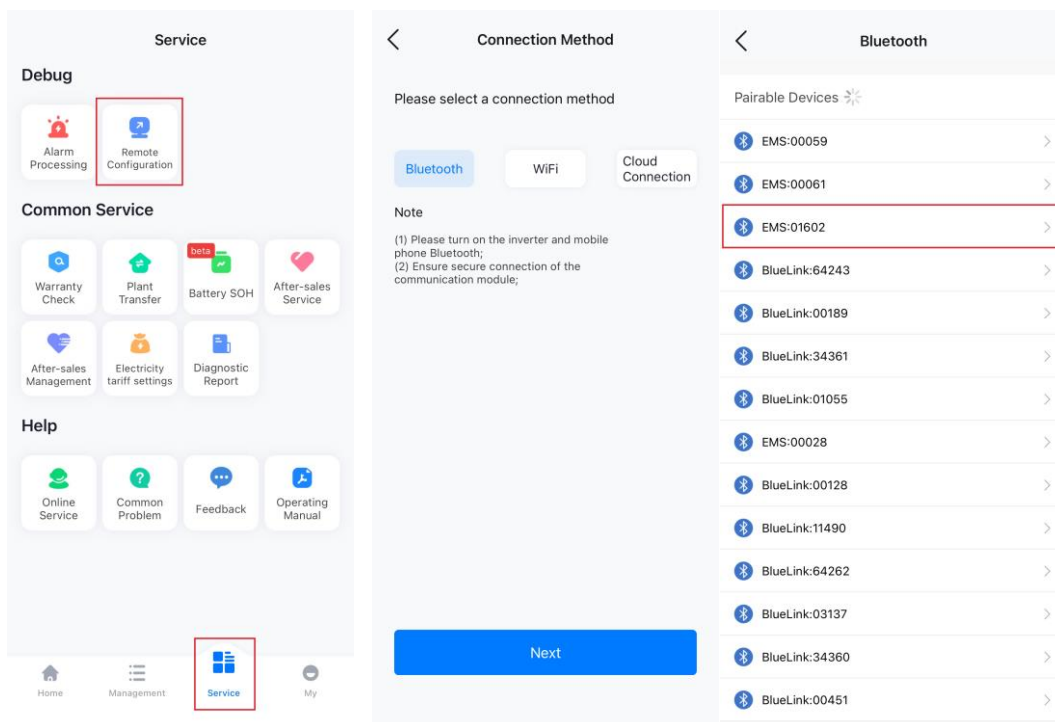 Service
Debug
Alarm
Processing
Remote
Configuration
Common Service
Warranty
Check
Plant
Transfer
beta
Battery SOH
After-sales
Service
After-sales
Management
Electricity
tariff settings
Diagnostic
Report
Help
Online
Service
Common
Problem
Feedback
Operating
Manual
Home
Management
Service
My
Connection Method
Please select a connection method
Bluetooth
WiFi
Cloud
Connection
Note
(1) Please turn on the inverter and mobile
phone Bluetooth;
(2) Ensure secure connection of the
communication module;
Next
Bluetooth
Pairable Devices
EMS:00059
EMS:00061
EMS:01602
BlueLink:64243
BlueLink:00189
BlueLink:34361
BlueLink:01055
EMS:00028
BlueLink:00128
BlueLink:11490
BlueLink:64262
BlueLink:03137
BlueLink:34360
BlueLink:00451